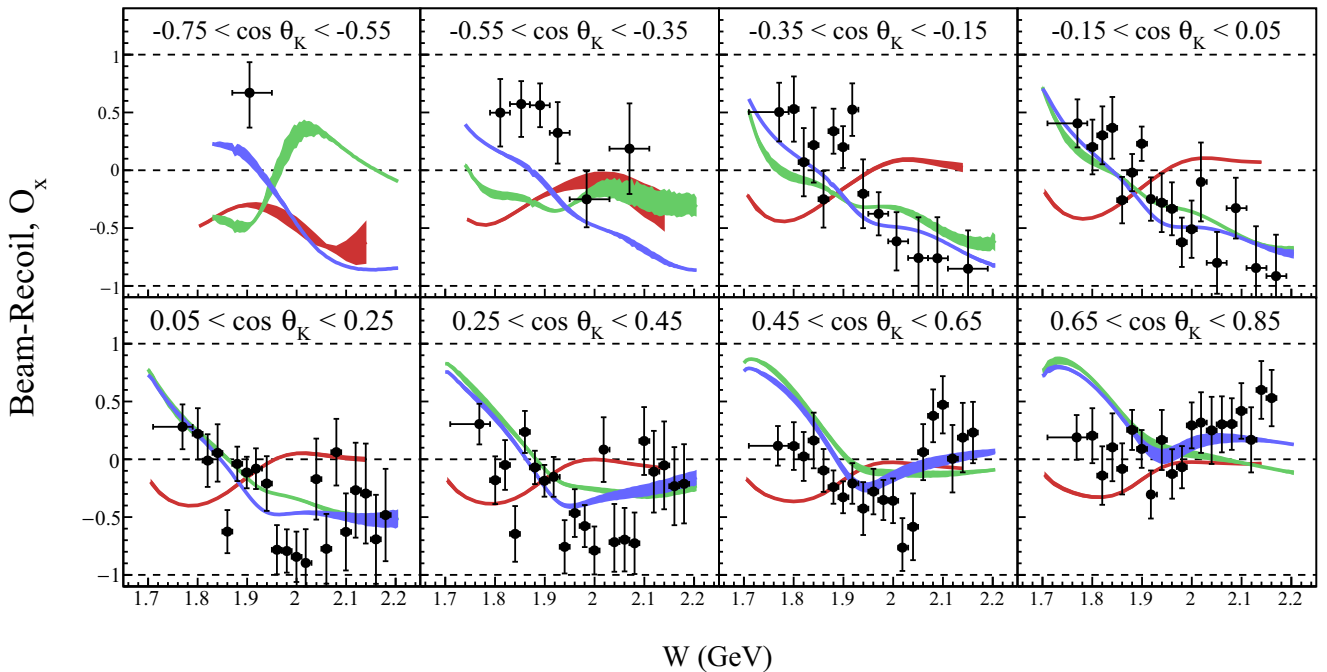 -0.75 < cos θK < -0.55
-0.55 < cos θK < -0.35
-0.35 < cos θK < -0.15
-0.15 < cos θK < 0.05
1
0.5
0
-0.5
-1
0.05 < cos θK < 0.25
0.25 < cos θK < 0.45
0.45 < cos θK < 0.65
0.65 < cos θK < 0.85
1
0.5
0
-0.5
-1
1.7 1.8 1.9 2 2.1 2.2
1.7 1.8 1.9 2 2.1 2.2
1.7 1.8 1.9 2 2.1 2.2
1.7 1.8 1.9 2 2.1 2.2
Beam-Recoil, Ox
W (GeV)